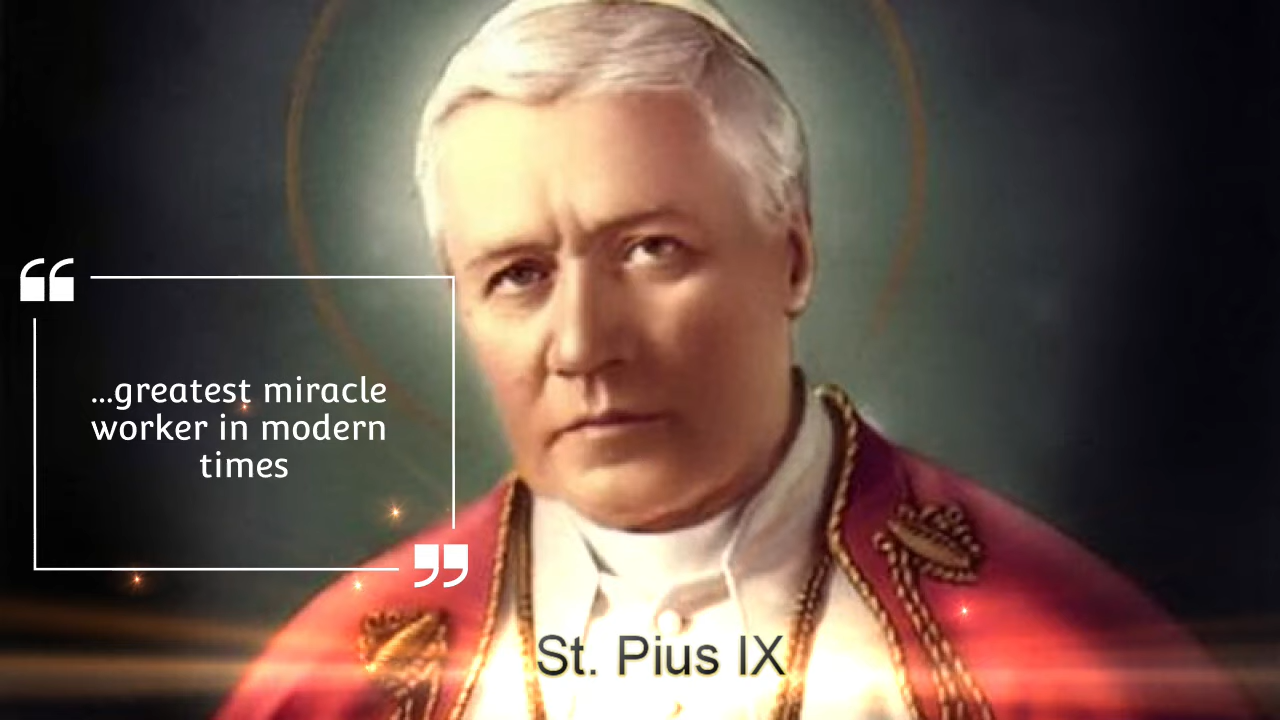 ...greatest miracle
worker in modern
times
St. Pius IX